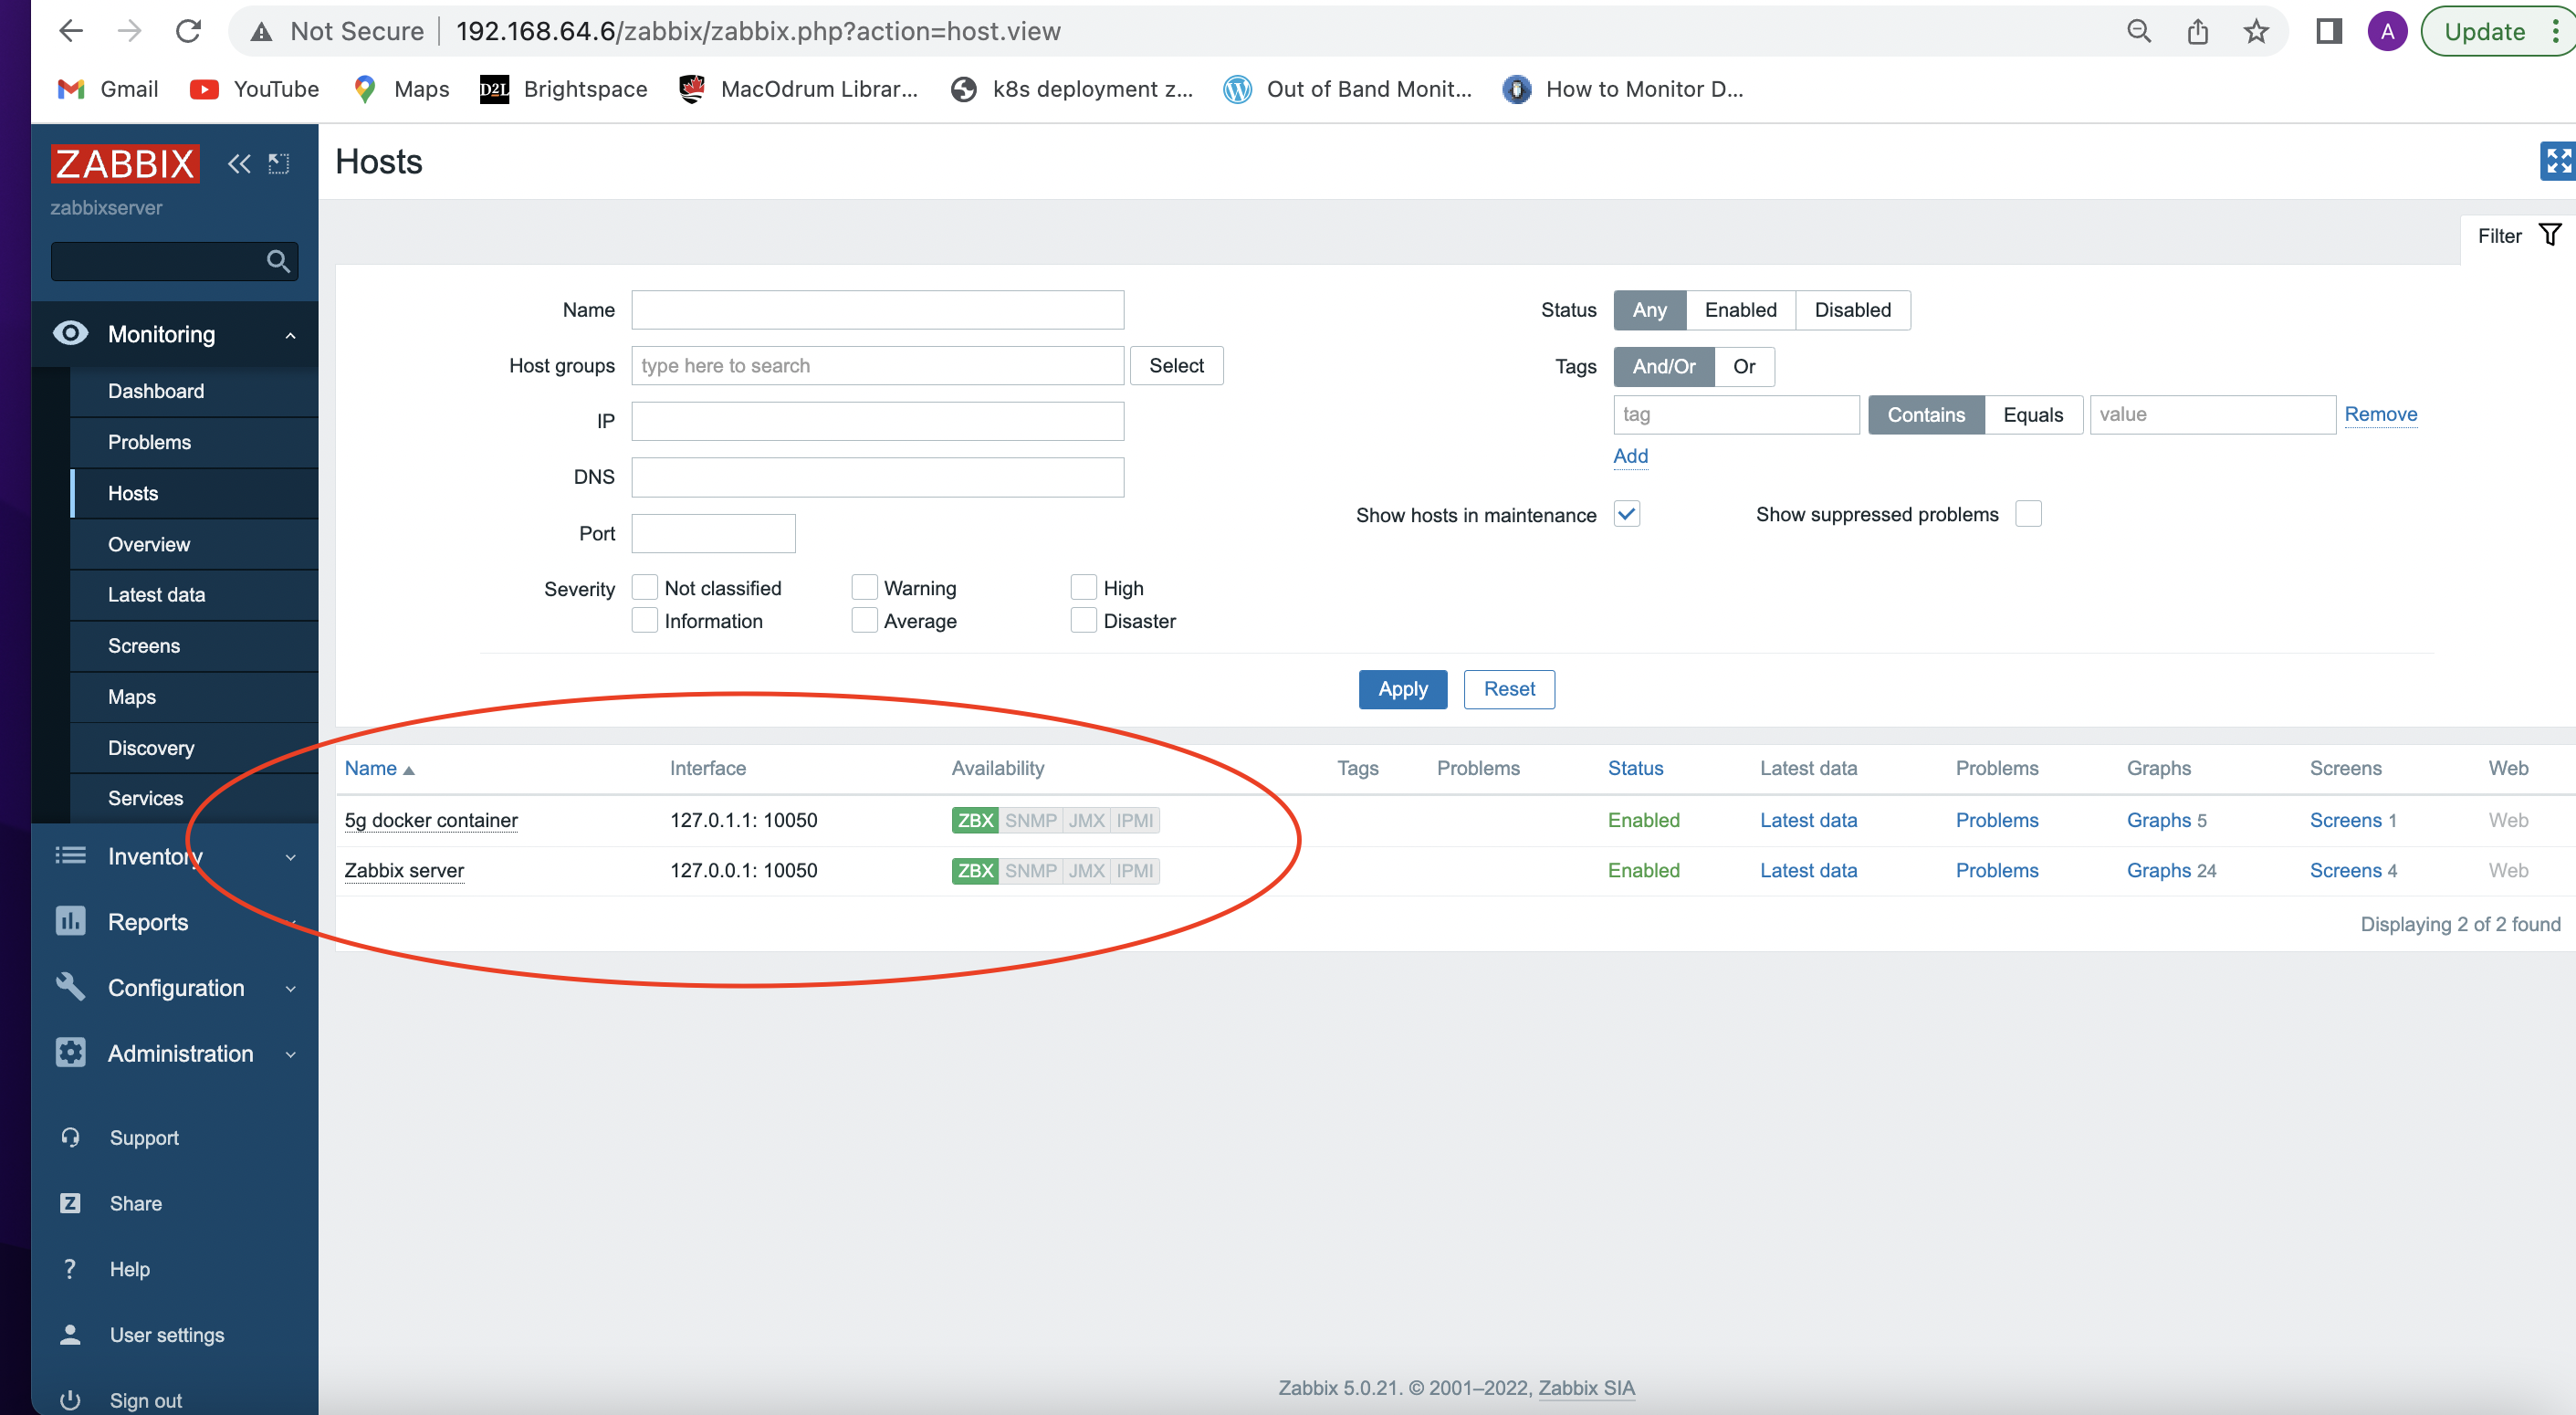 Not Secure 192.168.64.6/zabbix/zabbix.php?action=host.view A Update
Gmail YouTube Maps D2L Brightspace MacOdrum Librar... k8s deployment z... Out of Band Monit... How to Monitor D...
ZABBIX
zabbixserver
Monitoring
Dashboard
Problems
Hosts
Overview
Latest data
Screens
Maps
Discovery
Services
Inventory
Reports
Configuration
Administration
Support
Z Share
? Help
User settings
Sign out
Hosts
Filter
Name
Host groups type here to search Select
IP
DNS
Port
Severity Not classified Warning High
Information Average Disaster
Status Any Enabled Disabled
Tags And/Or Or
tag Contains Equals value Remove
Add
Show hosts in maintenance Show suppressed problems
Apply Reset
Name Interface Availability Tags Problems Status Latest data Problems Graphs Screens Web
5g docker container 127.0.1.1: 10050 ZBX SNMP JMX IPMI Enabled Latest data Problems Graphs 5 Screens 1 Web
Zabbix server 127.0.0.1: 10050 ZBX SNMP JMX IPMI Enabled Latest data Problems Graphs 24 Screens 4 Web
Displaying 2 of 2 found
Zabbix 5.0.21. © 2001–2022, Zabbix SIA